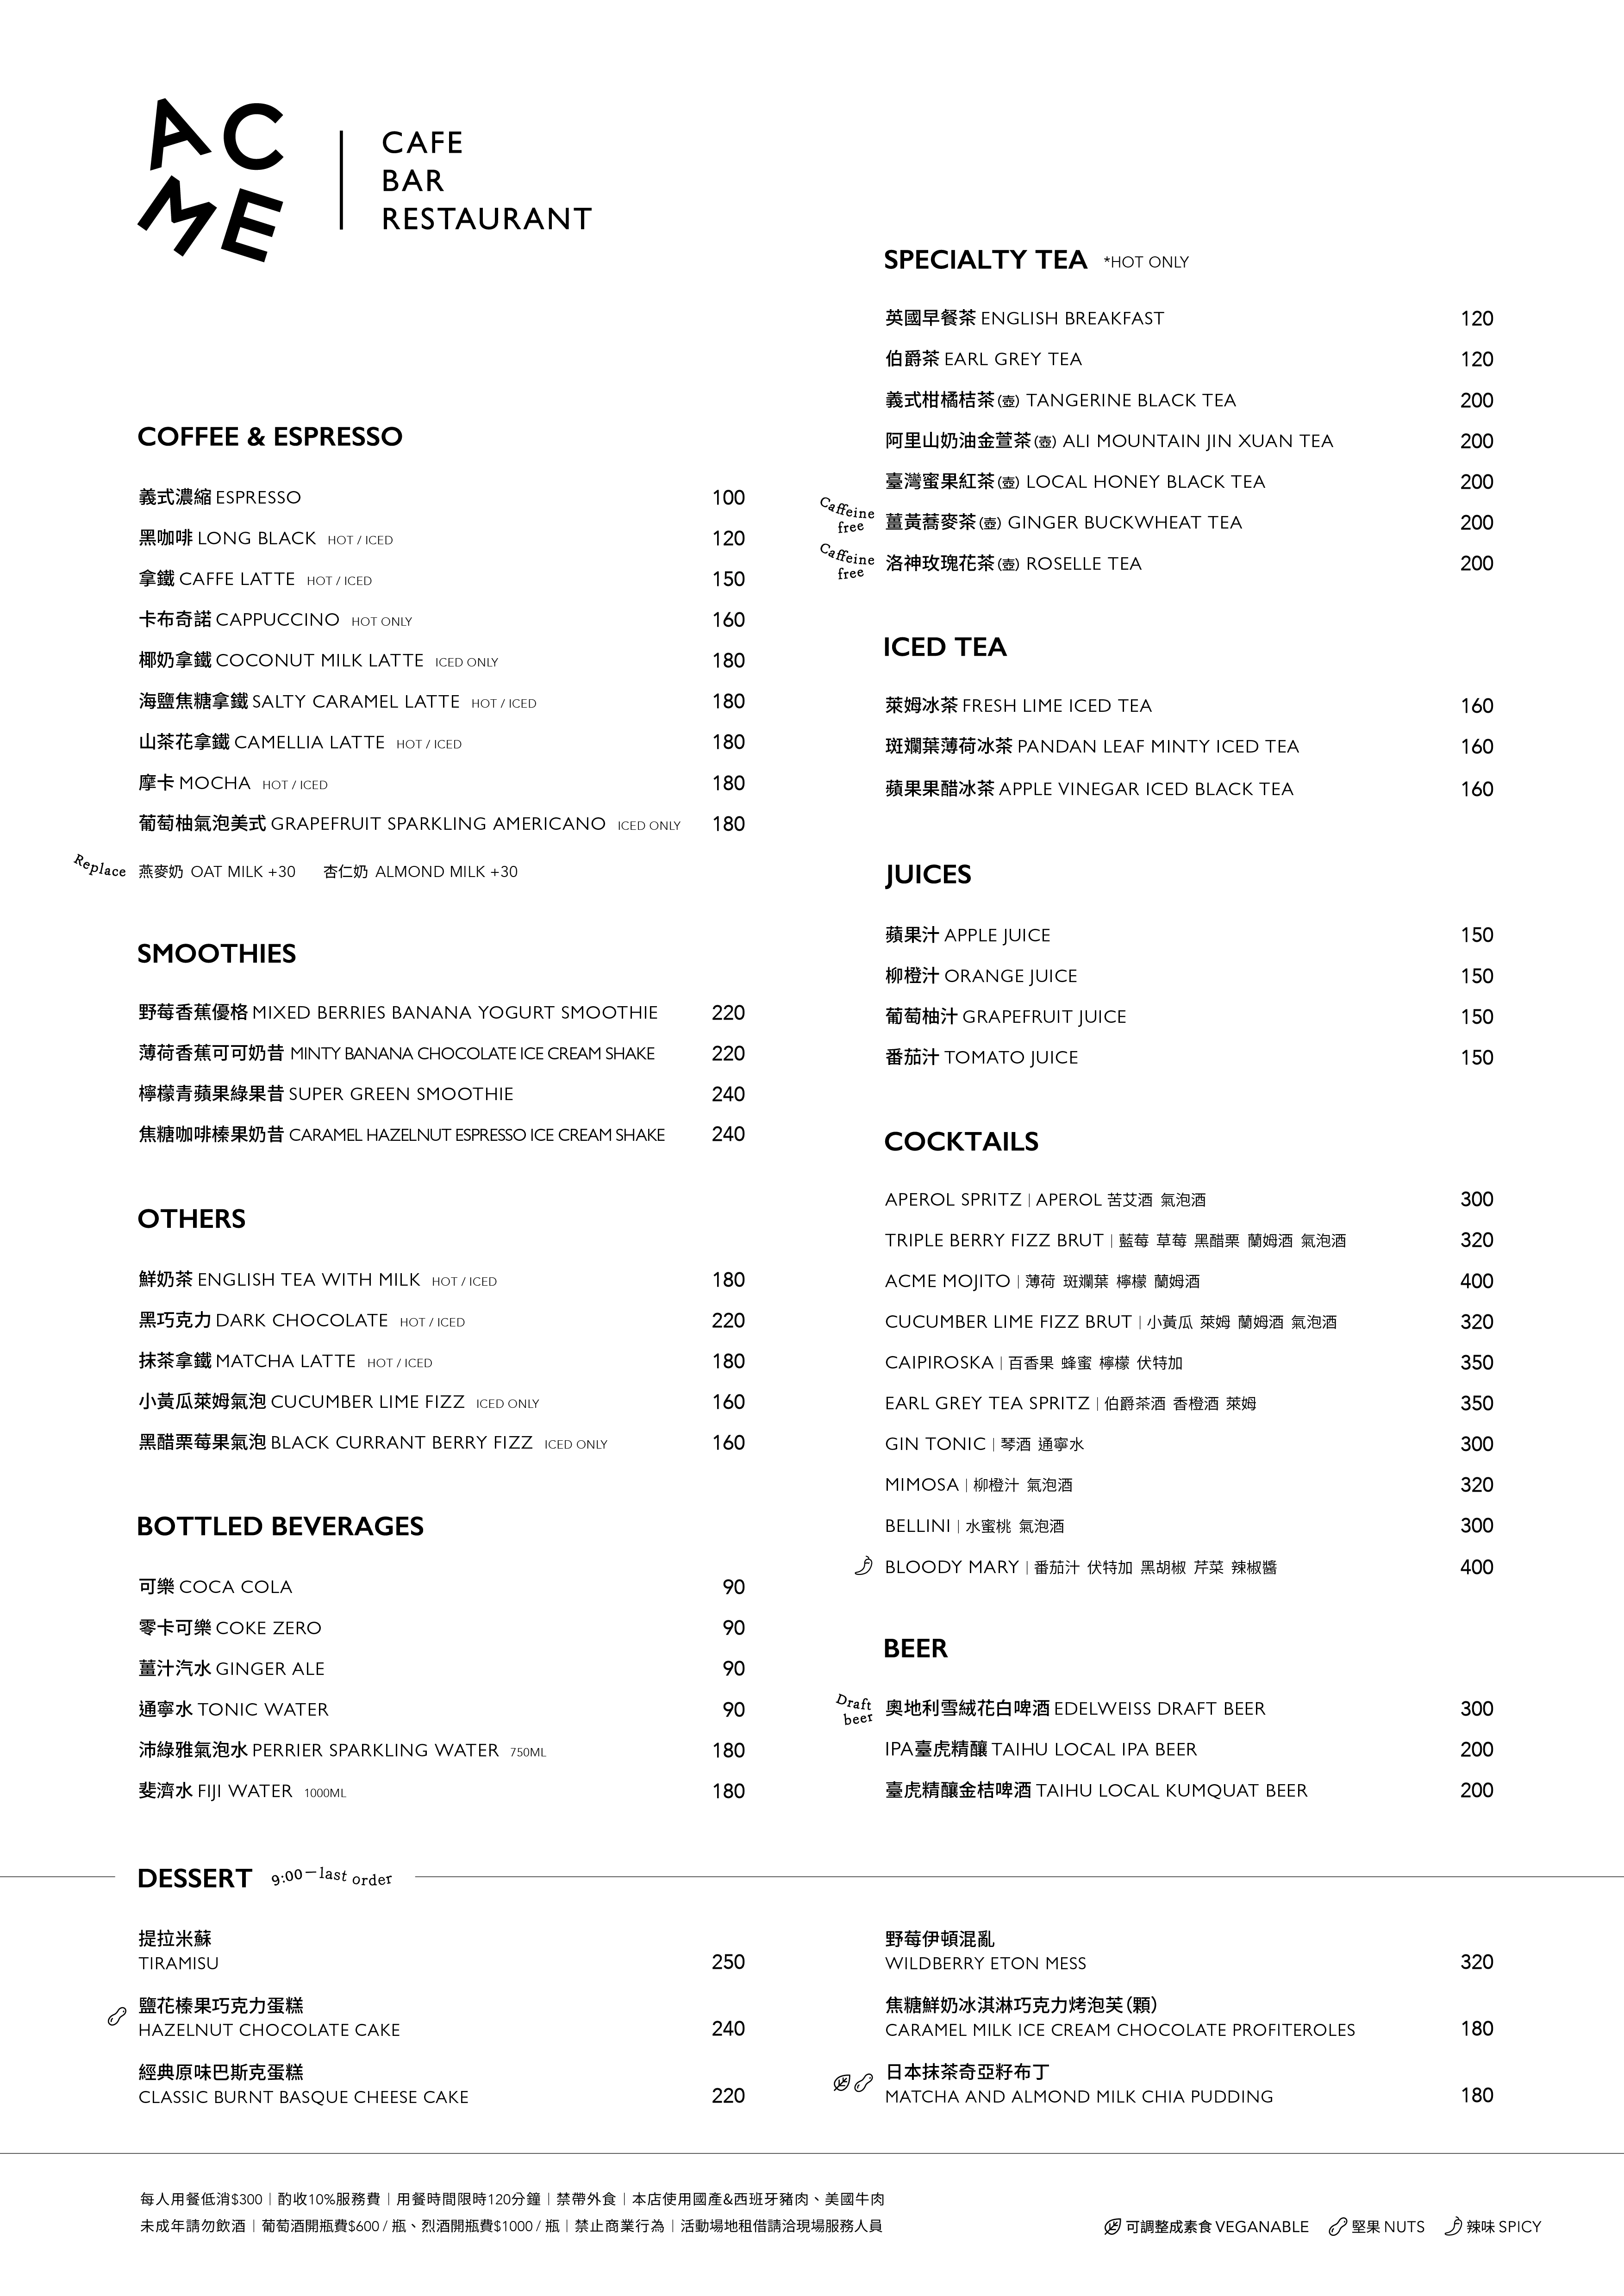 AC
ME
CAFE
BAR
RESTAURANT
COFFEE & ESPRESSO
義式濃縮 ESPRESSO 100
黑咖啡 LONG BLACK HOT / ICED 120
拿鐵 CAFFE LATTE HOT / ICED 150
卡布奇諾 CAPPUCCINO HOT ONLY 160
椰奶拿鐵 COCONUT MILK LATTE ICED ONLY 180
海鹽焦糖拿鐵 SALTY CARAMEL LATTE HOT / ICED 180
山茶花拿鐵 CAMELLIA LATTE HOT / ICED 180
摩卡 MOCHA HOT / ICED 180
葡萄柚氣泡美式 GRAPEFRUIT SPARKLING AMERICANO ICED ONLY 180
Replace 燕麥奶 OAT MILK +30 杏仁奶 ALMOND MILK +30
SMOOTHIES
野莓香蕉優格 MIXED BERRIES BANANA YOGURT SMOOTHIE 220
薄荷香蕉可可奶昔 MINTY BANANA CHOCOLATE ICE CREAM SHAKE 220
檸檬青蘋果綠果昔 SUPER GREEN SMOOTHIE 240
焦糖咖啡榛果奶昔 CARAMEL HAZELNUT ESPRESSO ICE CREAM SHAKE 240
OTHERS
鮮奶茶 ENGLISH TEA WITH MILK HOT / ICED 180
黑巧克力 DARK CHOCOLATE HOT / ICED 220
抹茶拿鐵 MATCHA LATTE HOT / ICED 180
小黃瓜萊姆氣泡 CUCUMBER LIME FIZZ ICED ONLY 160
黑醋栗莓果氣泡 BLACK CURRANT BERRY FIZZ ICED ONLY 160
BOTTLED BEVERAGES
可樂 COCA COLA 90
零卡可樂 COKE ZERO 90
薑汁汽水 GINGER ALE 90
通寧水 TONIC WATER 90
沛綠雅氣泡水 PERRIER SPARKLING WATER 750ML 180
斐濟水 FIJI WATER 1000ML 180
SPECIALTY TEA *HOT ONLY
英國早餐茶 ENGLISH BREAKFAST 120
伯爵茶 EARL GREY TEA 120
義式柑橘桔茶(壺) TANGERINE BLACK TEA 200
阿里山奶油金萱茶(壺) ALI MOUNTAIN JIN XUAN TEA 200
臺灣蜜果紅茶(壺) LOCAL HONEY BLACK TEA 200
Caffeine free 薑黃蕎麥茶(壺) GINGER BUCKWHEAT TEA 200
Caffeine free 洛神玫瑰花茶(壺) ROSELLE TEA 200
ICED TEA
萊姆冰茶 FRESH LIME ICED TEA 160
斑斕葉薄荷冰茶 PANDAN LEAF MINTY ICED TEA 160
蘋果果醋冰茶 APPLE VINEGAR ICED BLACK TEA 160
JUICES
蘋果汁 APPLE JUICE 150
柳橙汁 ORANGE JUICE 150
葡萄柚汁 GRAPEFRUIT JUICE 150
番茄汁 TOMATO JUICE 150
COCKTAILS
APEROL SPRITZ | APEROL 苦艾酒 氣泡酒 300
TRIPLE BERRY FIZZ BRUT | 藍莓 草莓 黑醋栗 蘭姆酒 氣泡酒 320
ACME MOJITO | 薄荷 斑斕葉 檸檬 蘭姆酒 400
CUCUMBER LIME FIZZ BRUT | 小黃瓜 萊姆 蘭姆酒 氣泡酒 320
CAIPIROSKA | 百香果 蜂蜜 檸檬 伏特加 350
EARL GREY TEA SPRITZ | 伯爵茶酒 香橙酒 萊姆 350
GIN TONIC | 琴酒 通寧水 300
MIMOSA | 柳橙汁 氣泡酒 320
BELLINI | 水蜜桃 氣泡酒 300
BLOODY MARY | 番茄汁 伏特加 黑胡椒 芹菜 辣椒醬 400
BEER
Draft beer 奧地利雪絨花白啤酒 EDELWEISS DRAFT BEER 300
IPA臺虎精釀 TAIHU LOCAL IPA BEER 200
臺虎精釀金桔啤酒 TAIHU LOCAL KUMQUAT BEER 200
DESSERT 9:00—last order
提拉米蘇
TIRAMISU 250
鹽花榛果巧克力蛋糕
HAZELNUT CHOCOLATE CAKE 240
經典原味巴斯克蛋糕
CLASSIC BURNT BASQUE CHEESE CAKE 220
野莓伊頓混亂
WILDBERRY ETON MESS 320
焦糖鮮奶冰淇淋巧克力烤泡芙(顆)
CARAMEL MILK ICE CREAM CHOCOLATE PROFITEROLES 180
日本抹茶奇亞籽布丁
MATCHA AND ALMOND MILK CHIA PUDDING 180
每人用餐低消$300 | 酌收10%服務費 | 用餐時間限時120分鐘 | 禁帶外食 | 本店使用國產&西班牙豬肉、美國牛肉
未成年請勿飲酒 | 葡萄酒開瓶費$600 / 瓶、烈酒開瓶費$1000 / 瓶 | 禁止商業行為 | 活動場地租借請洽現場服務人員
可調整成素食 VEGANABLE 堅果 NUTS 辣味 SPICY